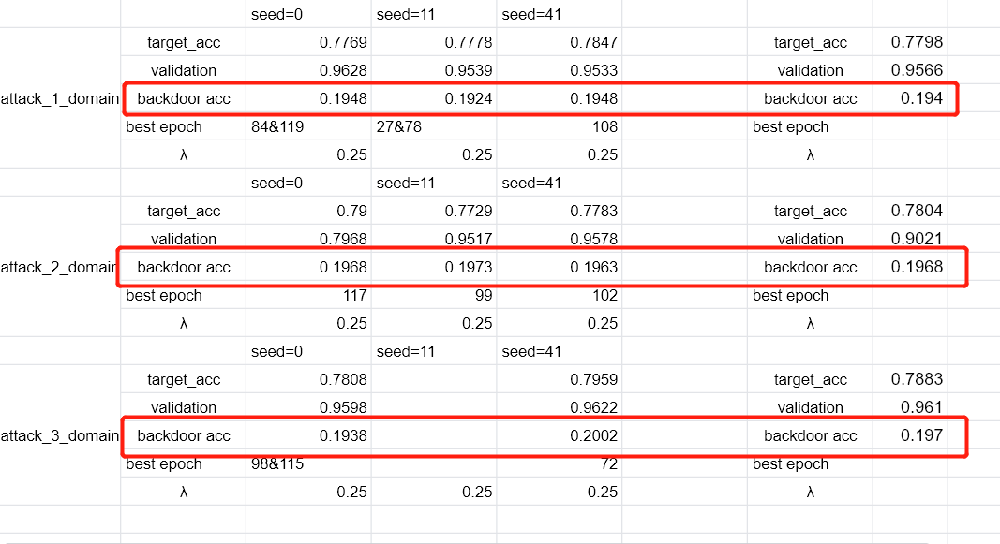 seed=0 seed=11 seed=41
target_acc 0.7769 0.7778 0.7847 target_acc 0.7798
validation 0.9628 0.9539 0.9533 validation 0.9566
attack_1_domain backdoor acc 0.1948 0.1924 0.1948 backdoor acc 0.194
best epoch 84&119 27&78 108 best epoch
λ 0.25 0.25 0.25 λ
seed=0 seed=11 seed=41
target_acc 0.79 0.7729 0.7783 target_acc 0.7804
validation 0.7968 0.9517 0.9578 validation 0.9021
attack_2_domain backdoor acc 0.1968 0.1973 0.1963 backdoor acc 0.1968
best epoch 117 99 102 best epoch
λ 0.25 0.25 0.25 λ
seed=0 seed=11 seed=41
target_acc 0.7808 0.7959 target_acc 0.7883
validation 0.9598 0.9622 validation 0.961
attack_3_domain backdoor acc 0.1938 0.2002 backdoor acc 0.197
best epoch 98&115 72 best epoch
λ 0.25 0.25 0.25 λ